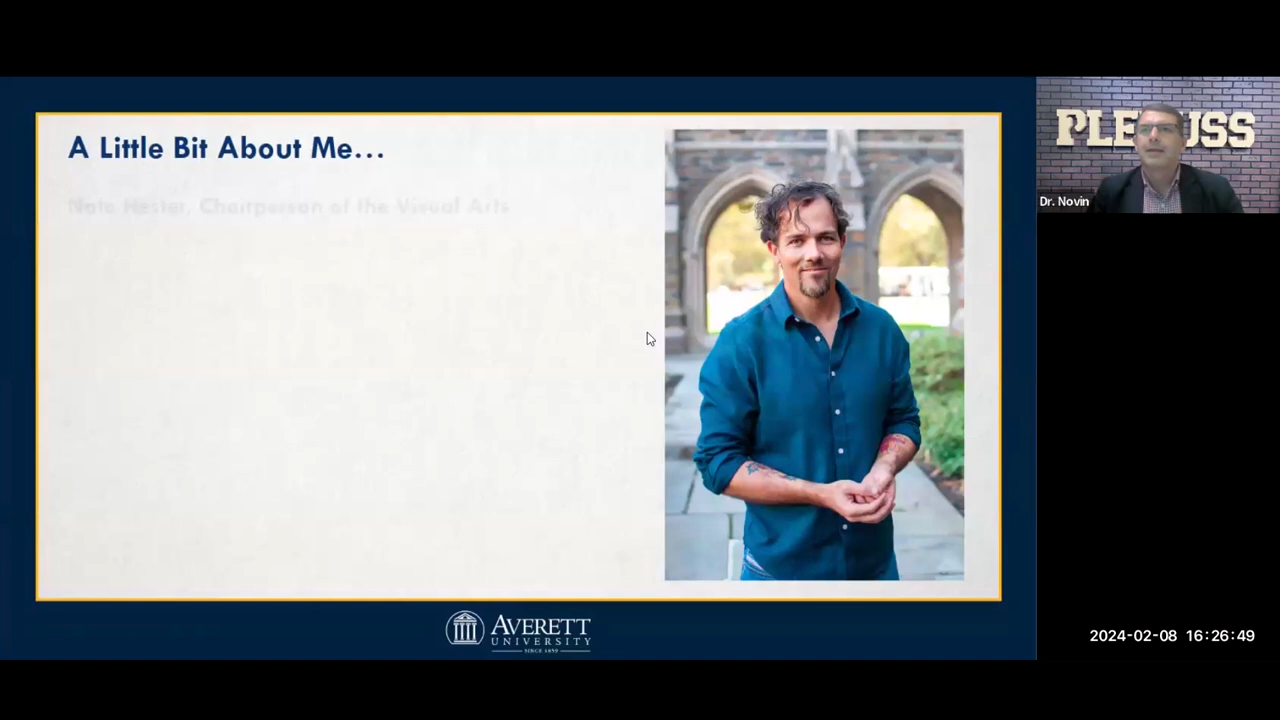 A Little Bit About Me...
Nate Hester, Chairperson of the Visual Arts
AVERETT
UNIVERSITY
SINCE 1859
PLEXUSS
Dr. Novin
2024-02-08 16:26:49